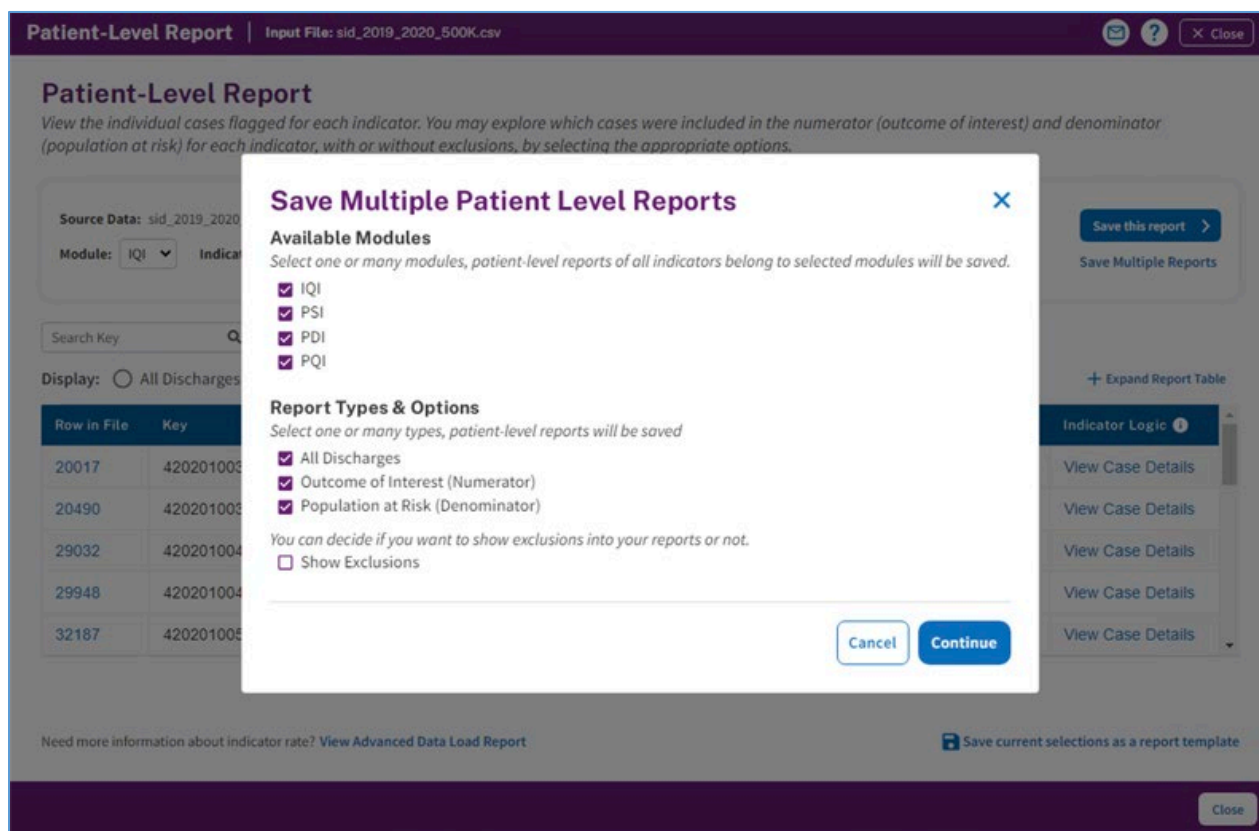 Patient-Level Report | Input File: sid_2019_2020_500K.csv
Close
Patient-Level Report
View the individual cases flagged for each indicator. You may explore which cases were included in the numerator (outcome of interest) and denominator
(population at risk) for each indicator, with or without exclusions, by selecting the appropriate options.
Source Data: sid_2019_2020
Module: IQI
Save this report
Save Multiple Reports
Save Multiple Patient Level Reports
Available Modules
Select one or many modules, patient-level reports of all indicators belong to selected modules will be saved.
IQI
PSI
PDI
PQI
Report Types & Options
Select one or many types, patient-level reports will be saved
All Discharges
Outcome of Interest (Numerator)
Population at Risk (Denominator)
You can decide if you want to show exclusions into your reports or not.
Show Exclusions
Cancel
Continue
Search Key
Display: All Discharges
+ Expand Report Table
Row in File Key Indicator Logic
20017 420201003 View Case Details
20490 420201003 View Case Details
29032 420201004 View Case Details
29948 420201004 View Case Details
32187 420201005 View Case Details
Need more information about indicator rate? View Advanced Data Load Report
Save current selections as a report template
Close